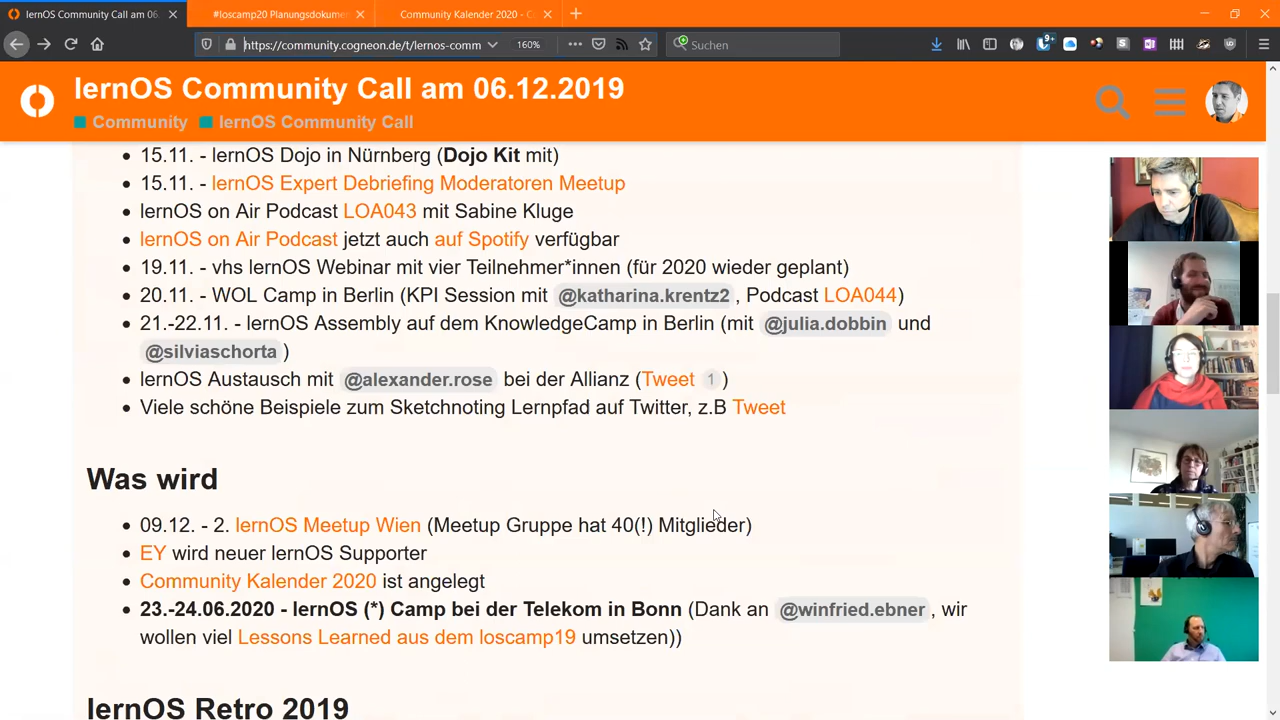 lernOS Community Call am 06.
#loscamp20 Planungsdokumen
Community Kalender 2020 - C
https://community.cogneon.de/t/lernos-comm
160%
Suchen
9+
lernOS Community Call am 06.12.2019
Community
lernOS Community Call
15.11. - lernOS Dojo in Nürnberg (Dojo Kit mit)
15.11. - lernOS Expert Debriefing Moderatoren Meetup
lernOS on Air Podcast LOA043 mit Sabine Kluge
lernOS on Air Podcast jetzt auch auf Spotify verfügbar
19.11. - vhs lernOS Webinar mit vier Teilnehmer*innen (für 2020 wieder geplant)
20.11. - WOL Camp in Berlin (KPI Session mit @katharina.krentz2 , Podcast LOA044)
21.-22.11. - lernOS Assembly auf dem KnowledgeCamp in Berlin (mit @julia.dobbin und
@silviaschorta )
lernOS Austausch mit @alexander.rose bei der Allianz (Tweet 1 )
Viele schöne Beispiele zum Sketchnoting Lernpfad auf Twitter, z.B Tweet
Was wird
09.12. - 2. lernOS Meetup Wien (Meetup Gruppe hat 40(!) Mitglieder)
EY wird neuer lernOS Supporter
Community Kalender 2020 ist angelegt
23.-24.06.2020 - lernOS (*) Camp bei der Telekom in Bonn (Dank an @winfried.ebner , wir
wollen viel Lessons Learned aus dem loscamp19 umsetzen))
lernOS Retro 2019